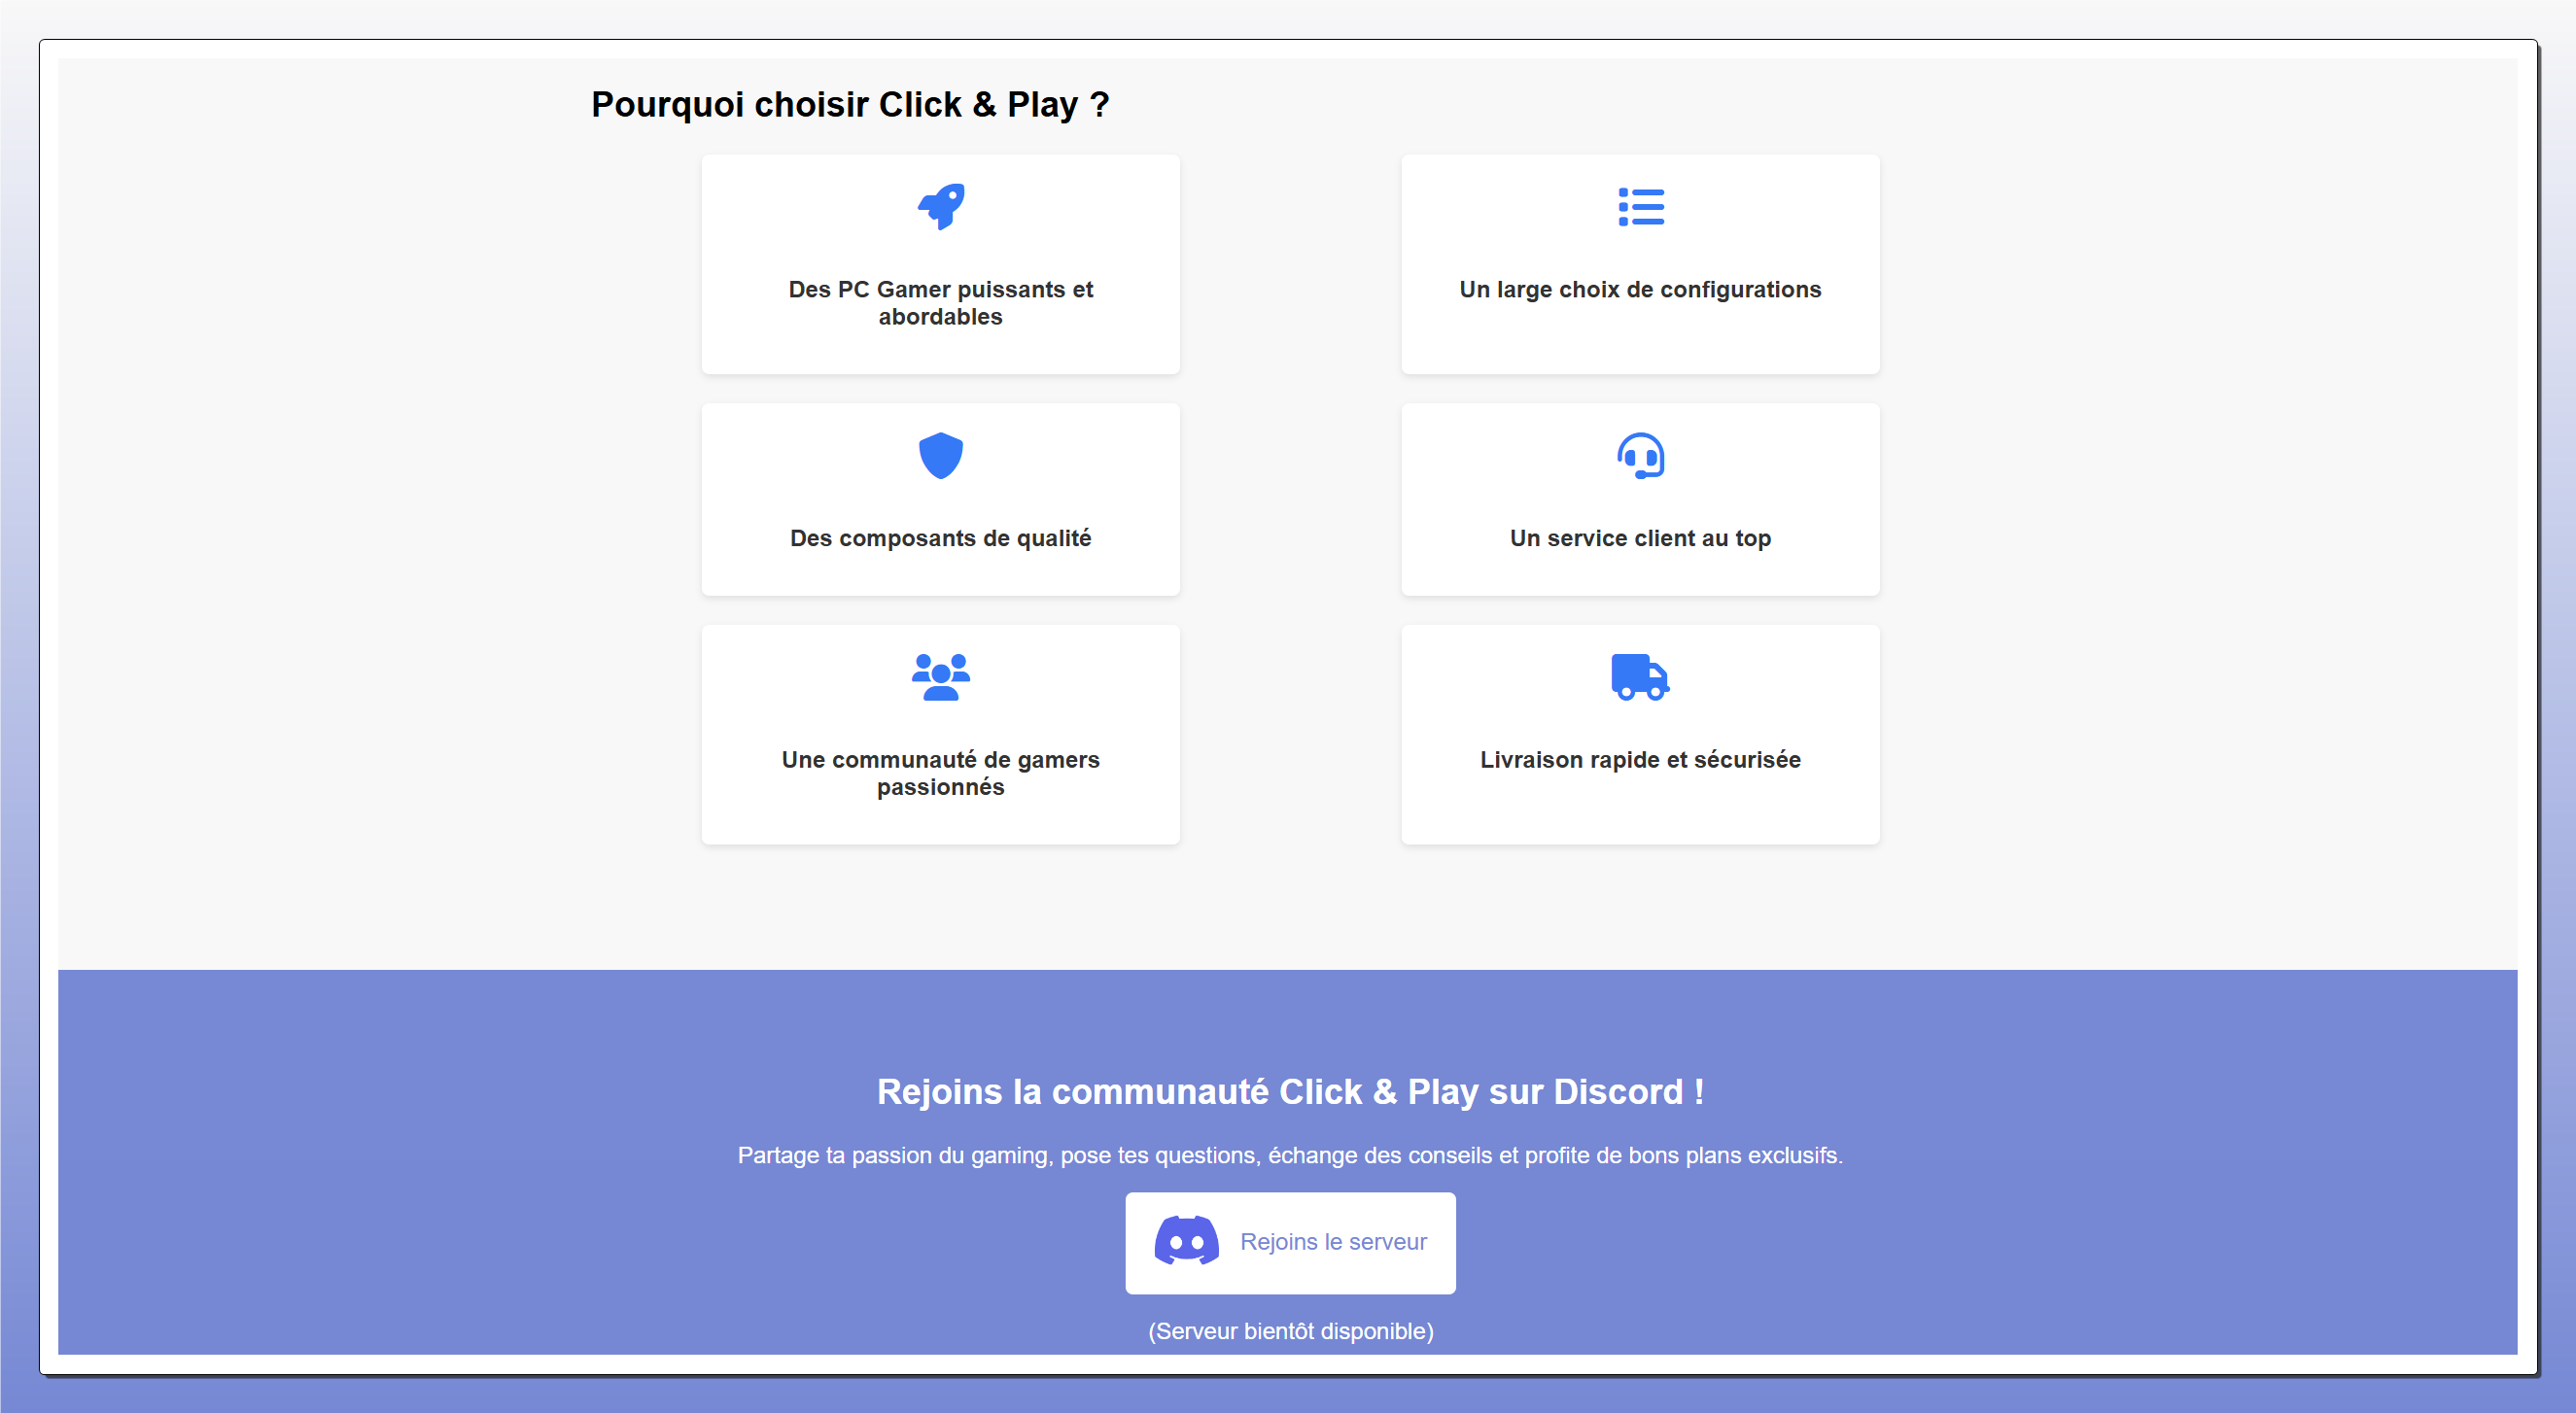 Pourquoi choisir Click & Play ?
Des PC Gamer puissants et
abordables
Un large choix de configurations
Des composants de qualité
Un service client au top
Une communauté de gamers
passionnés
Livraison rapide et sécurisée
Rejoins la communauté Click & Play sur Discord !
Partage ta passion du gaming, pose tes questions, échange des conseils et profite de bons plans exclusifs.
Rejoins le serveur
(Serveur bientôt disponible)